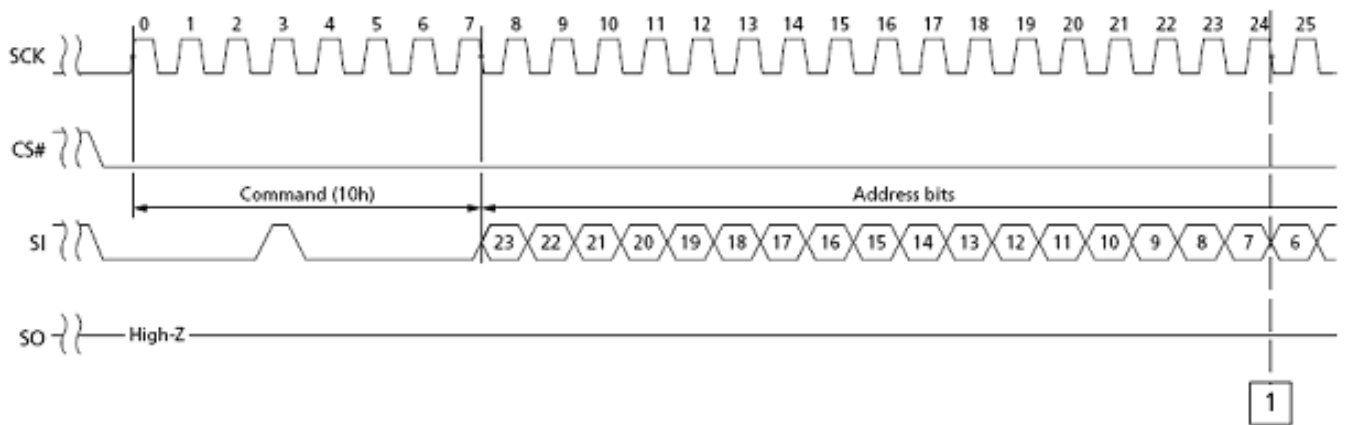 0 1 2 3 4 5 6 7 8 9 10 11 12 13 14 15 16 17 18 19 20 21 22 23 24 25
SCK
CS#
Command (10h) Address bits
SI 23 22 21 20 19 18 17 16 15 14 13 12 11 10 9 8 7 6
SO High-Z
1